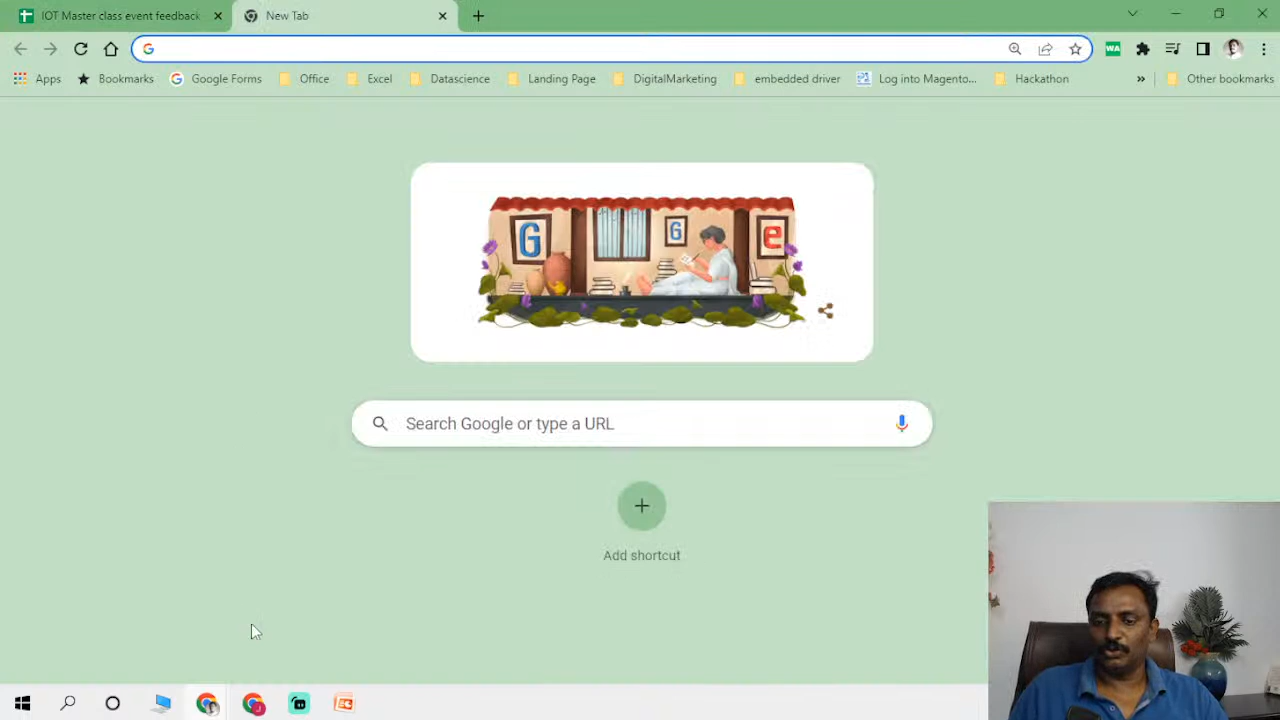 IOT Master class event feedback
New Tab
Apps
Bookmarks
Google Forms
Office
Excel
Datascience
Landing Page
DigitalMarketing
embedded driver
Log into Magento...
Hackathon
»
Other bookmarks
WA
G G e
Search Google or type a URL
Add shortcut